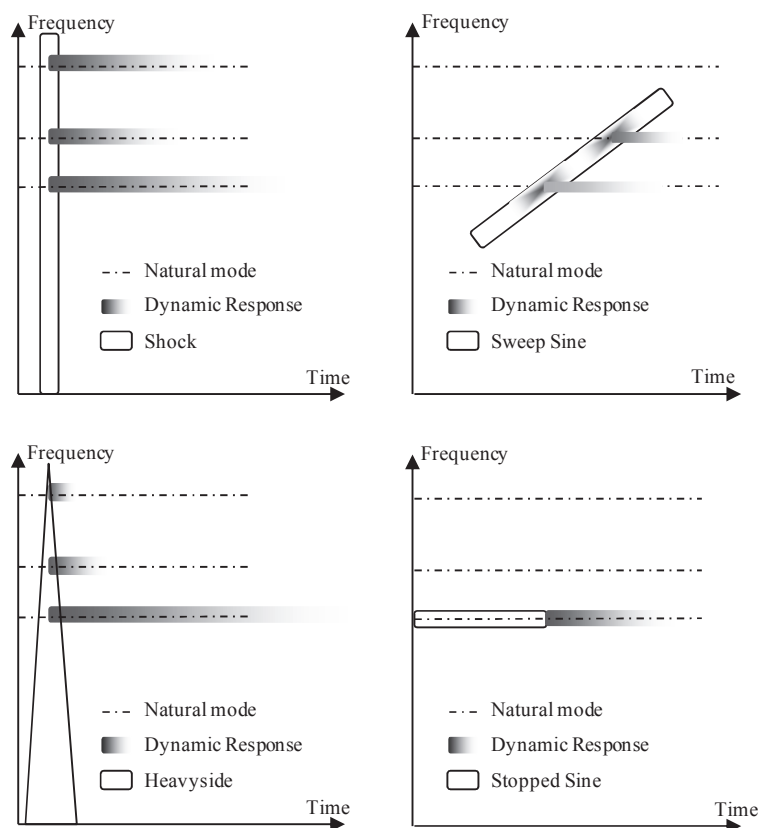 Frequency
Natural mode
Dynamic Response
Shock
Time
Frequency
Natural mode
Dynamic Response
Sweep Sine
Time
Frequency
Natural mode
Dynamic Response
Heavyside
Time
Frequency
Natural mode
Dynamic Response
Stopped Sine
Time